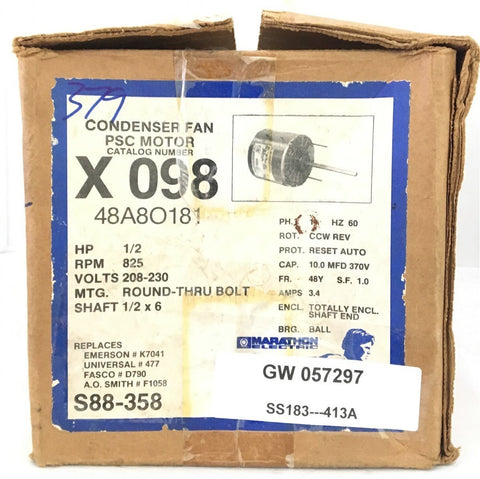 379
CONDENSER FAN
PSC MOTOR
CATALOG NUMBER
X 098
48A8O181
HP 1/2
RPM 825
VOLTS 208-230
MTG. ROUND-THRU BOLT
SHAFT 1/2 x 6
REPLACES
EMERSON # K7041
UNIVERSAL # 477
FASCO # D790
A.O. SMITH # F1058
S88-358
PH. 1 HZ 60
ROT. CCW REV
PROT. RESET AUTO
CAP. 10.0 MFD 370V
FR. 48Y S.F. 1.0
AMPS 3.4
ENCL. TOTALLY ENCL.
SHAFT END
BRG. BALL
MARATHON
ELECTRIC
GW 057297
SS183---413A